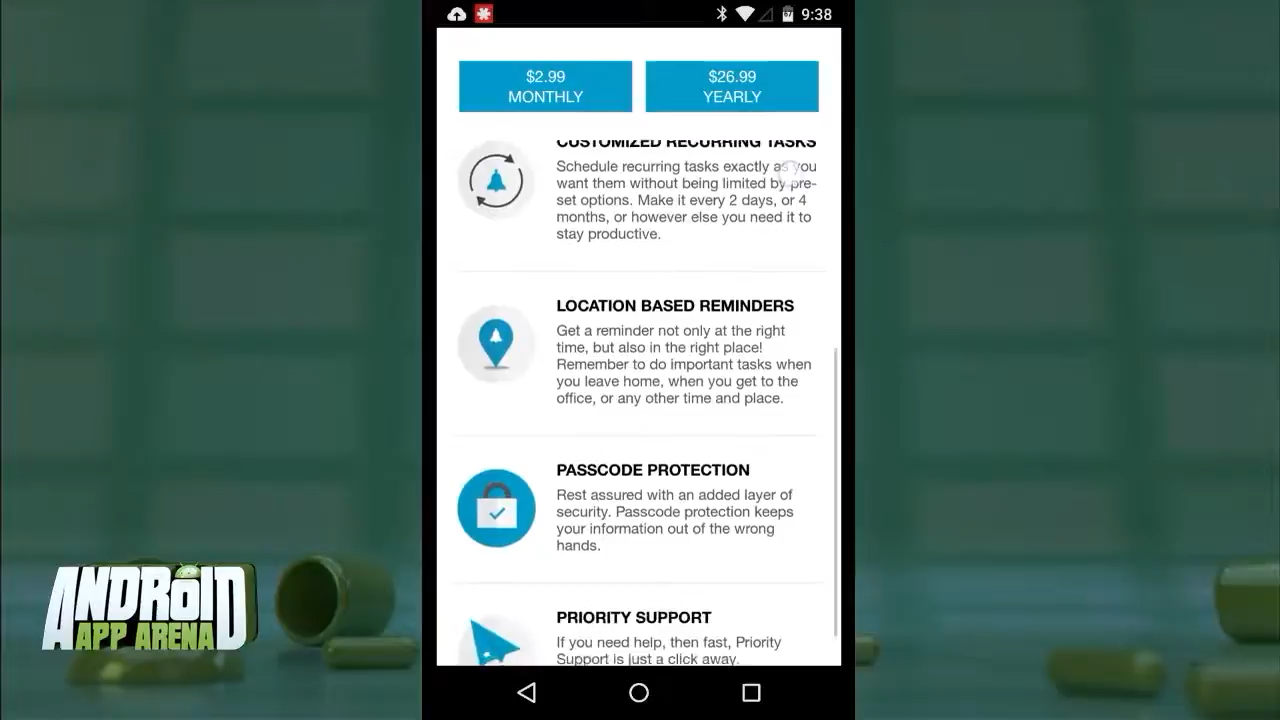 9:38
$2.99
MONTHLY
$26.99
YEARLY
CUSTOMIZED RECURRING TASKS
Schedule recurring tasks exactly as you
want them without being limited by pre-
set options. Make it every 2 days, or 4
months, or however else you need it to
stay productive.
LOCATION BASED REMINDERS
Get a reminder not only at the right
time, but also in the right place!
Remember to do important tasks when
you leave home, when you get to the
office, or any other time and place.
PASSCODE PROTECTION
Rest assured with an added layer of
security. Passcode protection keeps
your information out of the wrong
hands.
PRIORITY SUPPORT
If you need help, then fast, Priority
Support is just a click away.
ANDROID
APP ARENA